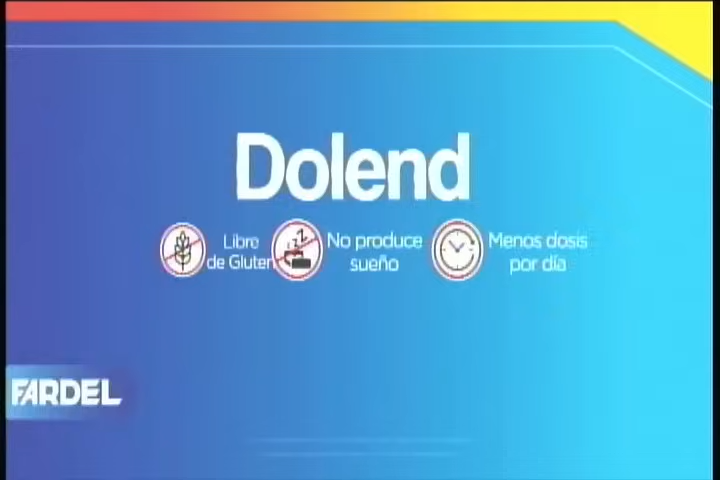 Dolend
Libre
de Gluten
No produce
sueño
Menos dosis
por día
FARDEL